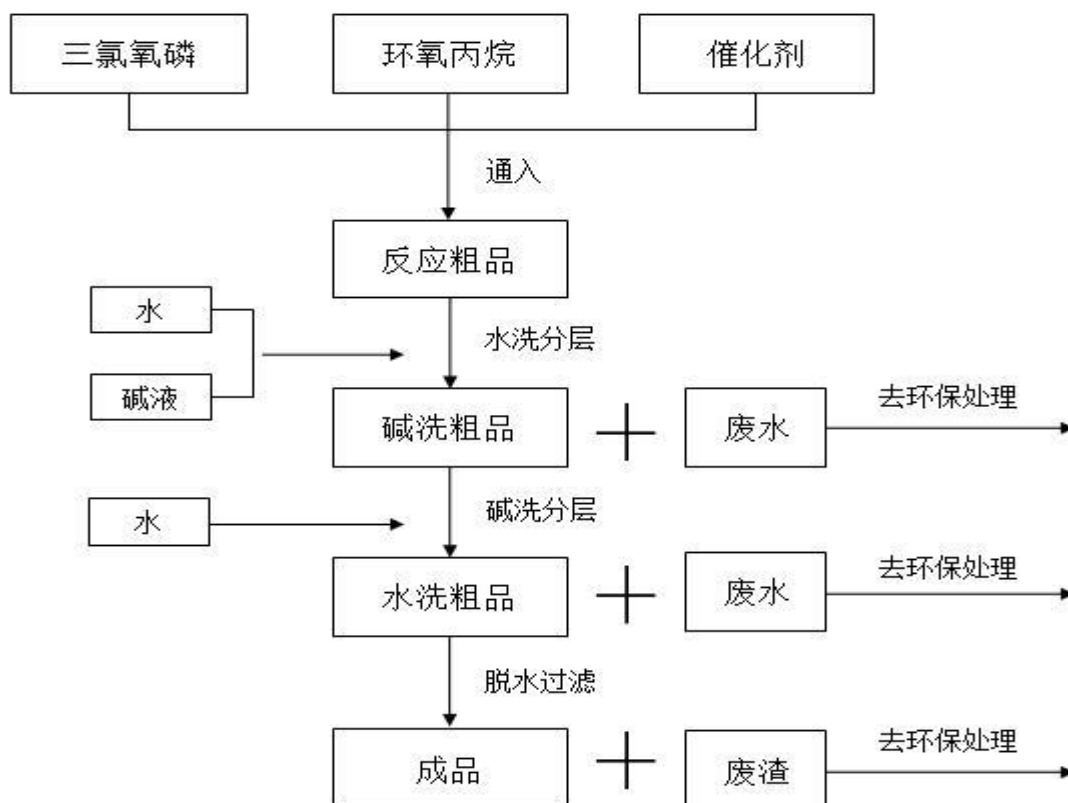 三氯氧磷
环氧丙烷
催化剂
通入
反应粗品
水
水洗分层
碱液
碱洗粗品
废水
去环保处理
水
碱洗分层
水洗粗品
废水
去环保处理
脱水过滤
成品
废渣
去环保处理